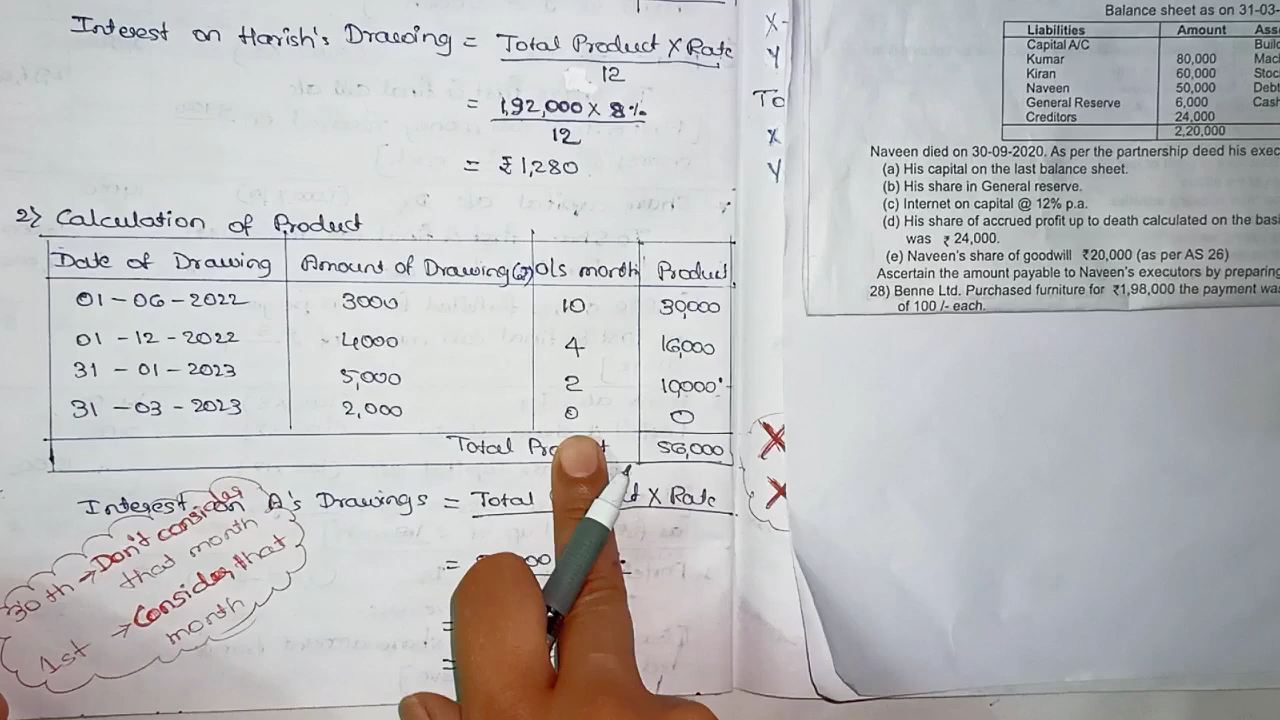 Interest on Harish's Drawing = Total Product X Rate
12
= 1,92,000 X 8%
12
= ₹1,280
2) Calculation of Product
Date of Drawing Amount of Drawing(₹) O/s month Product
01-06-2022 3000 10 30,000
01-12-2022 4000 4 16,000
31-01-2023 5,000 2 10,000
31-03-2023 2,000 0 0
Total 56,000
Interest A's Drawings = Total X Rate
=
=
=
30th → Don't consider
that month
1st → Consider that
month
X
Y
To
X
Y
Balance sheet as on 31-03-
Liabilities Amount
Capital A/C
Kumar 80,000
Kiran 60,000
Naveen 50,000
General Reserve 6,000
Creditors 24,000
2,20,000
Naveen died on 30-09-2020. As per the partnership deed his
(a) His capital on the last balance sheet.
(b) His share in General reserve.
(c) Internet on capital @ 12% p.a.
(d) His share of accrued profit up to death calculated on the
was ₹ 24,000.
(e) Naveen's share of goodwill ₹20,000 (as per AS 26)
Ascertain the amount payable to Naveen's executors by preparing
28) Benne Ltd. Purchased furniture for ₹1,98,000 the payment
of 100 /- each.